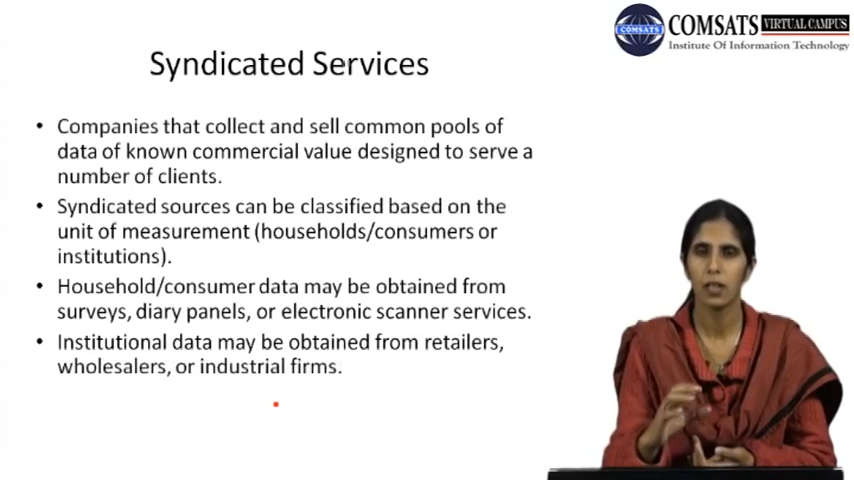 COMSATS VIRTUAL CAMPUS
COMSATS
Institute Of Information Technology
Syndicated Services
• Companies that collect and sell common pools of
data of known commercial value designed to serve a
number of clients.
• Syndicated sources can be classified based on the
unit of measurement (households/consumers or
institutions).
• Household/consumer data may be obtained from
surveys, diary panels, or electronic scanner services.
• Institutional data may be obtained from retailers,
wholesalers, or industrial firms.